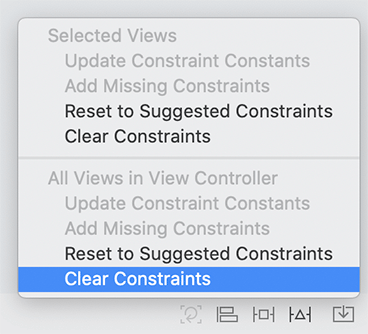 Selected Views
Update Constraint Constants
Add Missing Constraints
Reset to Suggested Constraints
Clear Constraints
All Views in View Controller
Update Constraint Constants
Add Missing Constraints
Reset to Suggested Constraints
Clear Constraints